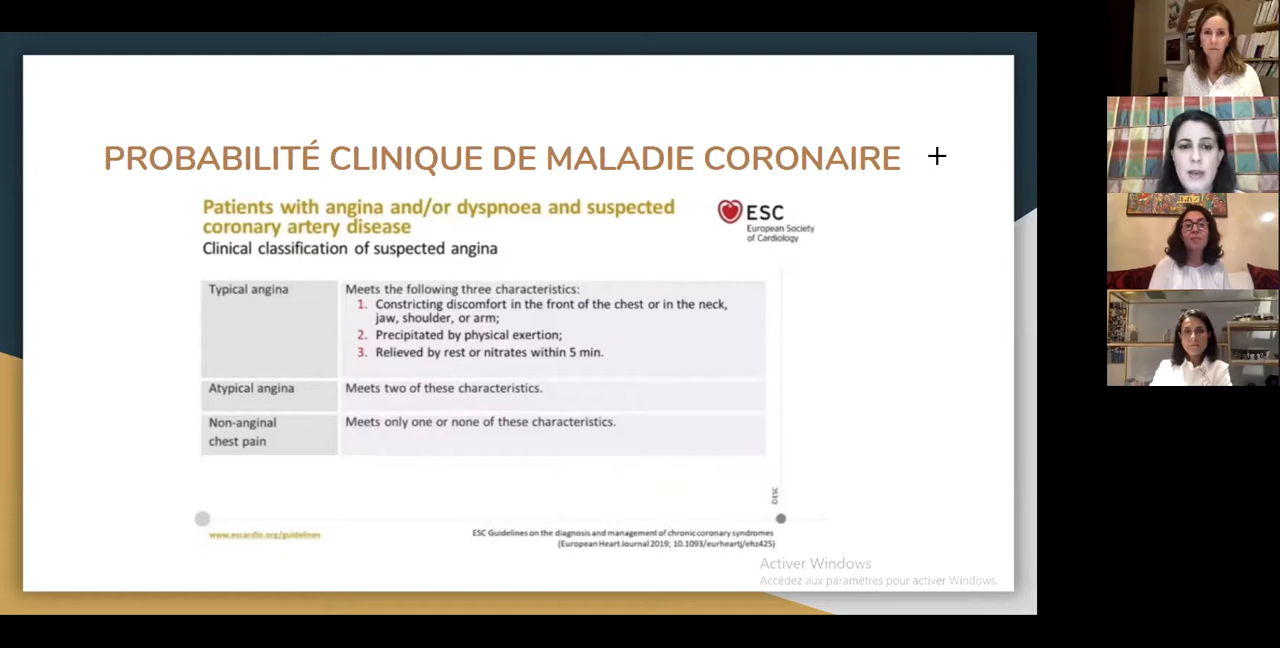 PROBABILITÉ CLINIQUE DE MALADIE CORONAIRE +
Patients with angina and/or dyspnoea and suspected
coronary artery disease
Clinical classification of suspected angina
ESC
European Society
of Cardiology
Typical angina
Meets the following three characteristics:
1. Constricting discomfort in the front of the chest or in the neck,
jaw, shoulder, or arm;
2. Precipitated by physical exertion;
3. Relieved by rest or nitrates within 5 min.
Atypical angina
Meets two of these characteristics.
Non-anginal
chest pain
Meets only one or none of these characteristics.
©ESC
www.escardio.org/guidelines
ESC Guidelines on the diagnosis and management of chronic coronary syndromes
(European Heart Journal 2019; 10.1093/eurheartj/ehz425)
Activer Windows
Accédez aux paramètres pour activer Windows.